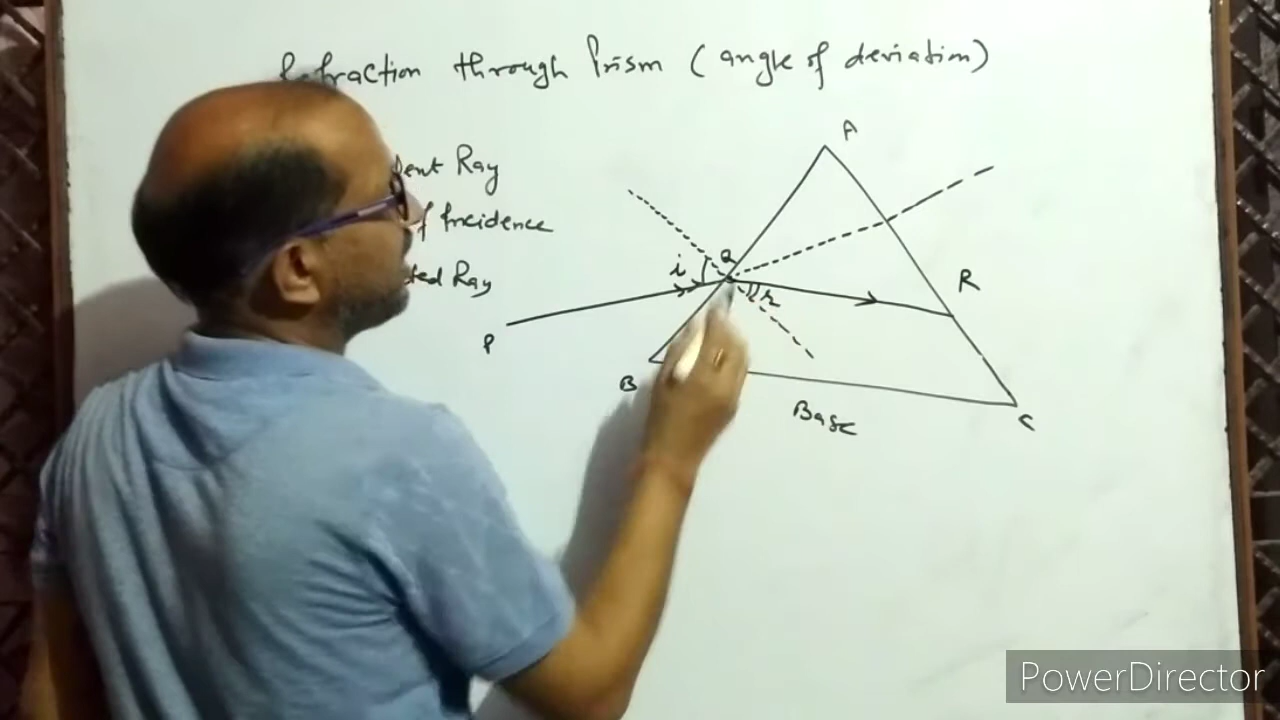 through Prism (angle of deviation)
Ray
Incidence
Ray
A
Q
i
r
R
P
B
Base
C
PowerDirector